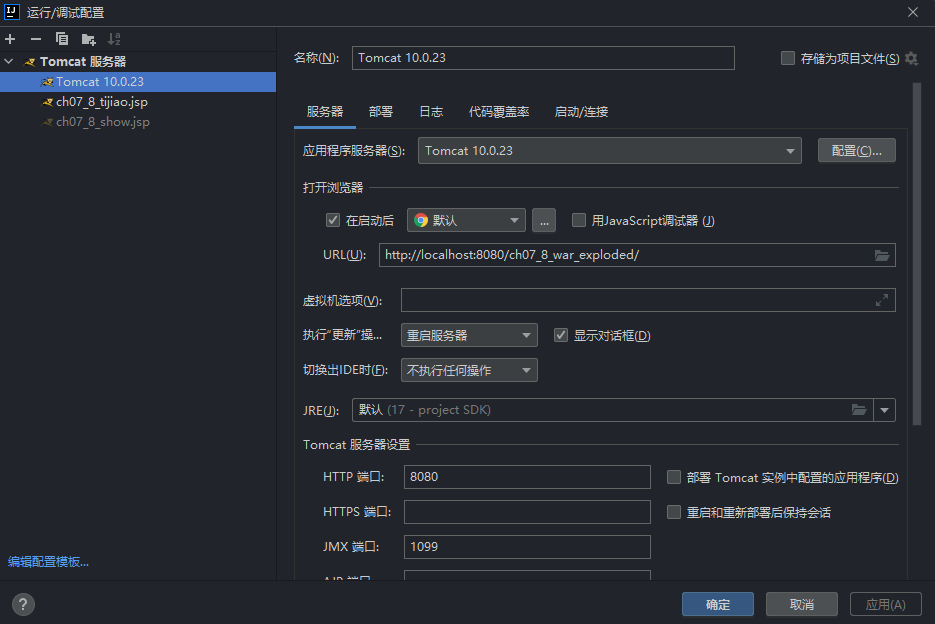 IJ 运行/调试配置
Tomcat 服务器
Tomcat 10.0.23
ch07_8_tijiao.jsp
ch07_8_show.jsp
编辑配置模板...
名称(N): Tomcat 10.0.23 存储为项目文件(S)
服务器 部署 日志 代码覆盖率 启动/连接
应用程序服务器(S): Tomcat 10.0.23 配置(C)...
打开浏览器
在启动后 默认 ... 用JavaScript调试器 (J)
URL(U): http://localhost:8080/ch07_8_war_exploded/
虚拟机选项(V):
执行"更新"操... 重启服务器 显示对话框(D)
切换出IDE时(F): 不执行任何操作
JRE(J): 默认 (17 - project SDK)
Tomcat 服务器设置
HTTP 端口: 8080 部署 Tomcat 实例中配置的应用程序(D)
HTTPS 端口: 重启和重新部署后保持会话
JMX 端口: 1099
? 确定 取消 应用(A)